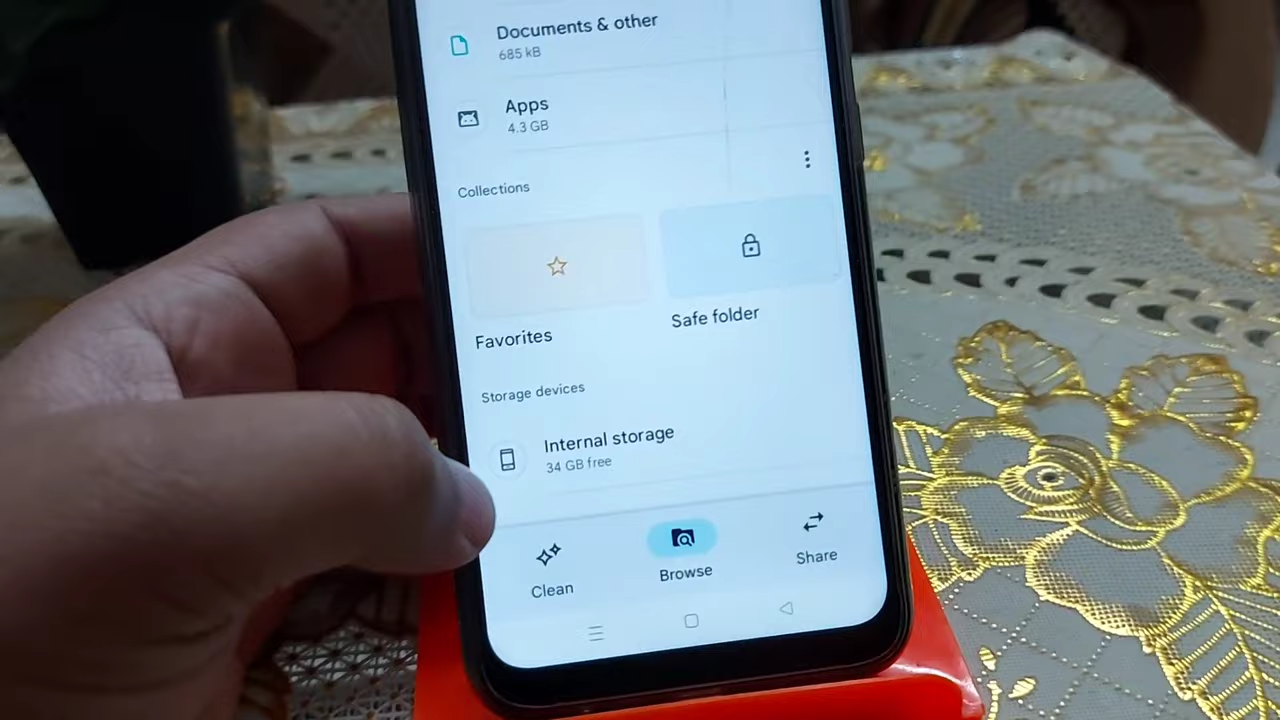 Documents & other
685 kB
Apps
4.3 GB
Collections
Favorites
Safe folder
Storage devices
Internal storage
34 GB free
Clean
Browse
Share